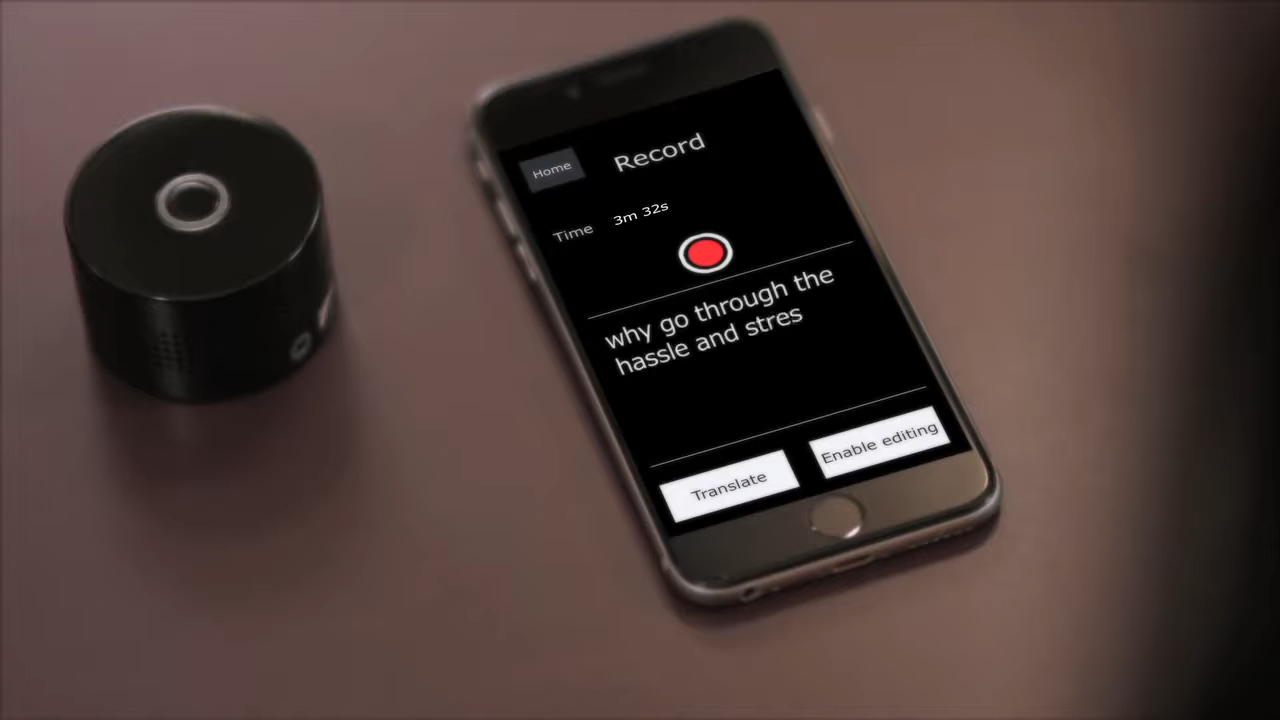 Home
Record
Time 3m 32s
why go through the
hassle and stres
Translate
Enable editing